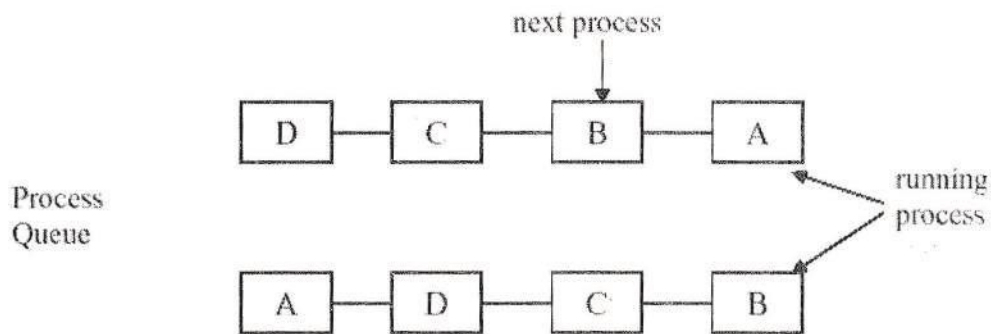 next process
D C B A
Process
Queue
running
process
A D C B